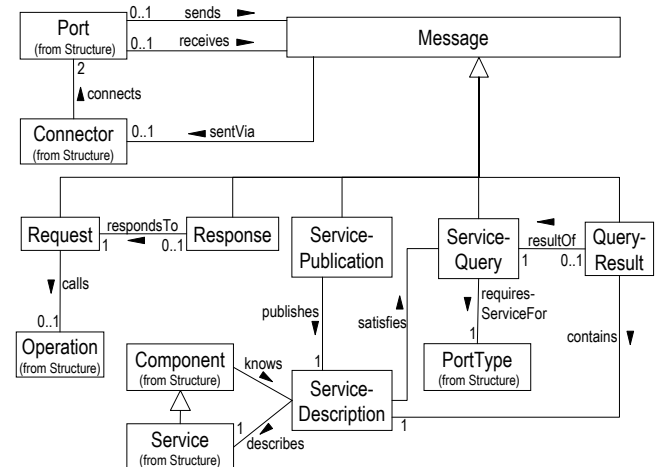 0..1 sends
Port
(from Structure)
0..1 receives
Message
2
connects
Connector
(from Structure)
0..1 sentVia
Request
1
respondsTo
0..1
Response
Service-
Publication
Service-
Query
1
resultOf
0..1
Query-
Result
calls
0..1
publishes
1
satisfies
requires-
ServiceFor
1
contains
Operation
(from Structure)
Component
(from Structure)
knows
Service-
Description
1
PortType
(from Structure)
1
describes
Service
(from Structure)